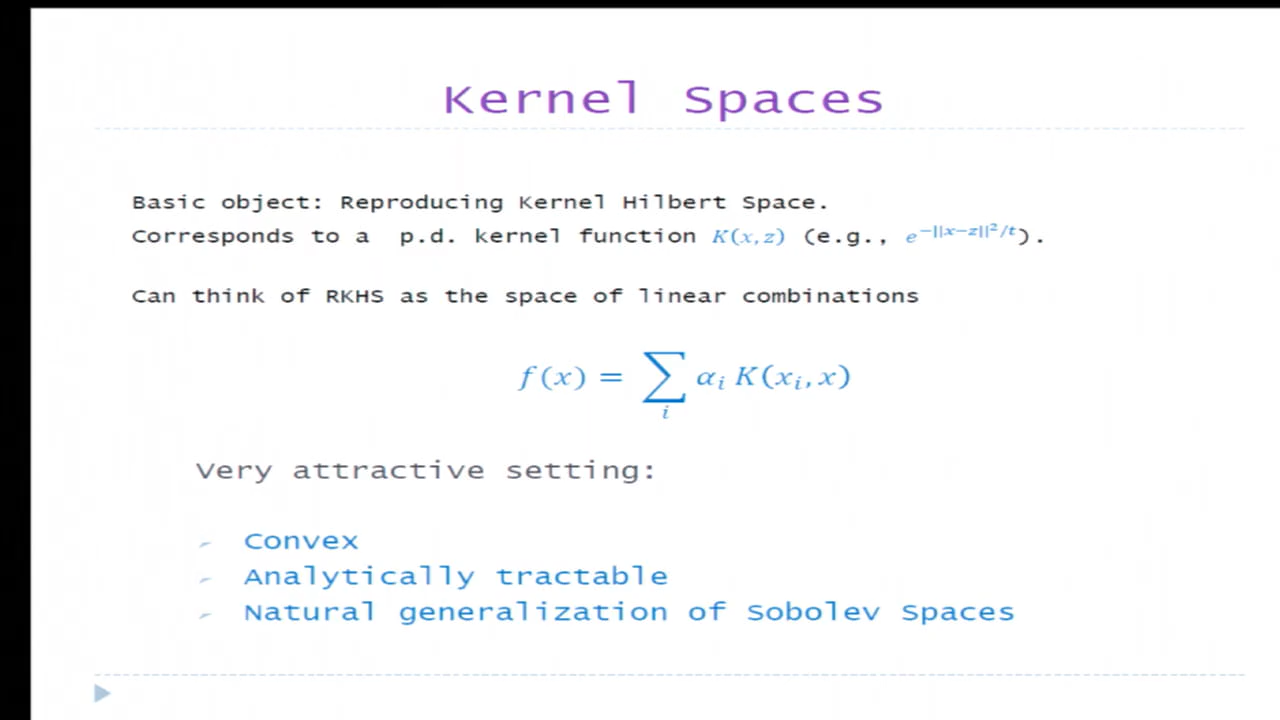 Kernel Spaces
Basic object: Reproducing Kernel Hilbert Space.
Corresponds to a p.d. kernel function K(x,z) (e.g., e^{-||x-z||^2/t}).
Can think of RKHS as the space of linear combinations
f(x) = ∑_i α_i K(x_i, x)
Very attractive setting:
➢ Convex
➢ Analytically tractable
➢ Natural generalization of Sobolev Spaces